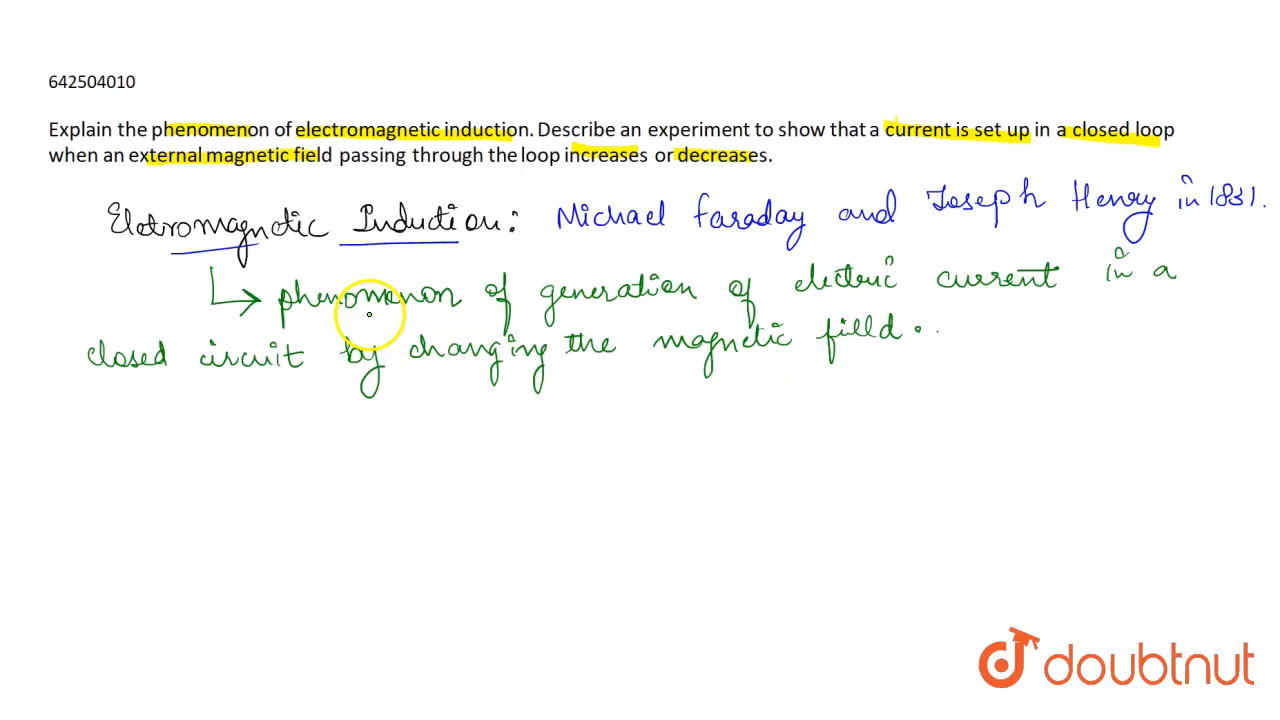 642504010
Explain the phenomenon of electromagnetic induction. Describe an experiment to show that a current is set up in a closed loop
when an external magnetic field passing through the loop increases or decreases.
Eletromagnetic Induction: Michael faraday and Joseph Henry in 1831.
phenomenon of generation of electric current in a
closed circuit by changing the magnetic filld.
doubtnut